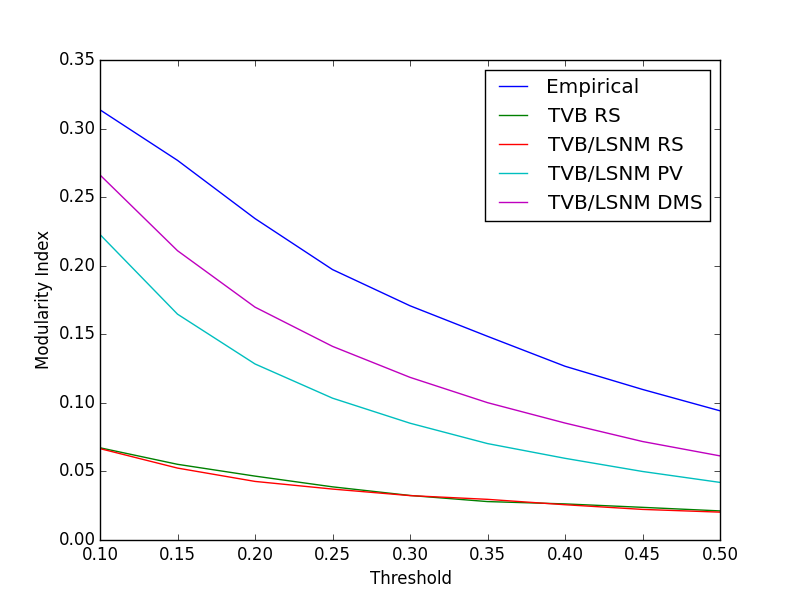 0.35
0.30
0.25
0.20
0.15
0.10
0.05
0.00
Modularity Index
Empirical
TVB RS
TVB/LSNM RS
TVB/LSNM PV
TVB/LSNM DMS
0.10 0.15 0.20 0.25 0.30 0.35 0.40 0.45 0.50
Threshold